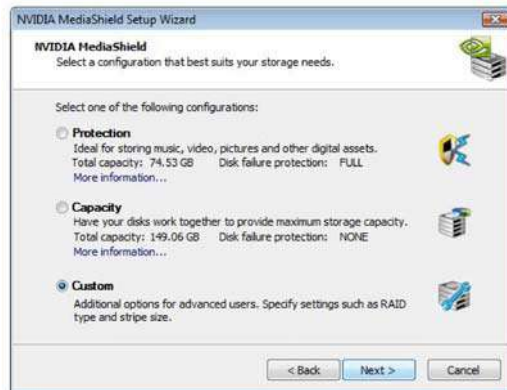 NVIDIA MediaShield Setup Wizard
NVIDIA MediaShield
Select a configuration that best suits your storage needs.
Select one of the following configurations:
Protection
Ideal for storing music, video, pictures and other digital assets.
Total capacity: 74.53 GB Disk failure protection: FULL
More information...
Capacity
Have your disks work together to provide maximum storage capacity.
Total capacity: 149.06 GB Disk failure protection: NONE
More information...
Custom
Additional options for advanced users. Specify settings such as RAID
type and stripe size.
< Back Next > Cancel